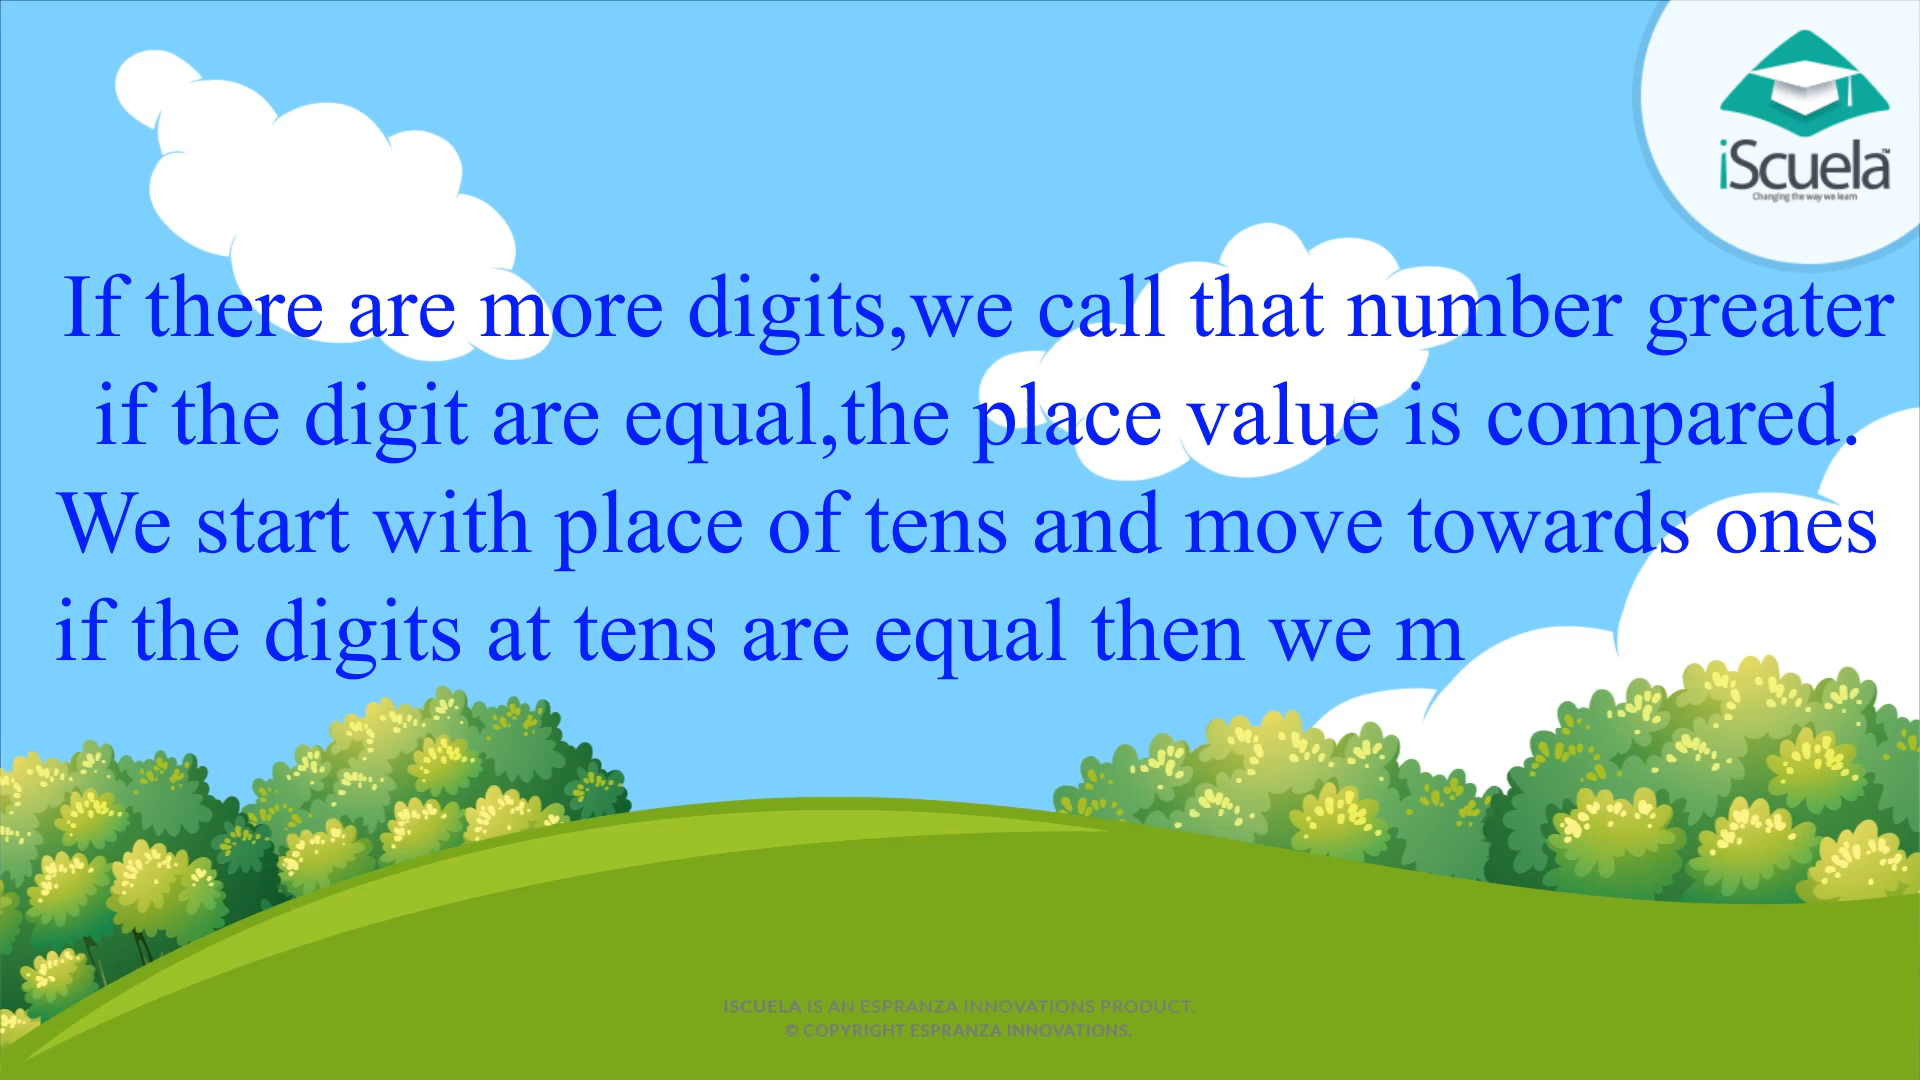 iScuela™
Changing the way we learn
If there are more digits,we call that number greater
if the digit are equal,the place value is compared.
We start with place of tens and move towards ones
if the digits at tens are equal then we m
ISCUELA IS AN ESPRANZA INNOVATIONS PRODUCT.
© COPYRIGHT ESPRANZA INNOVATIONS.